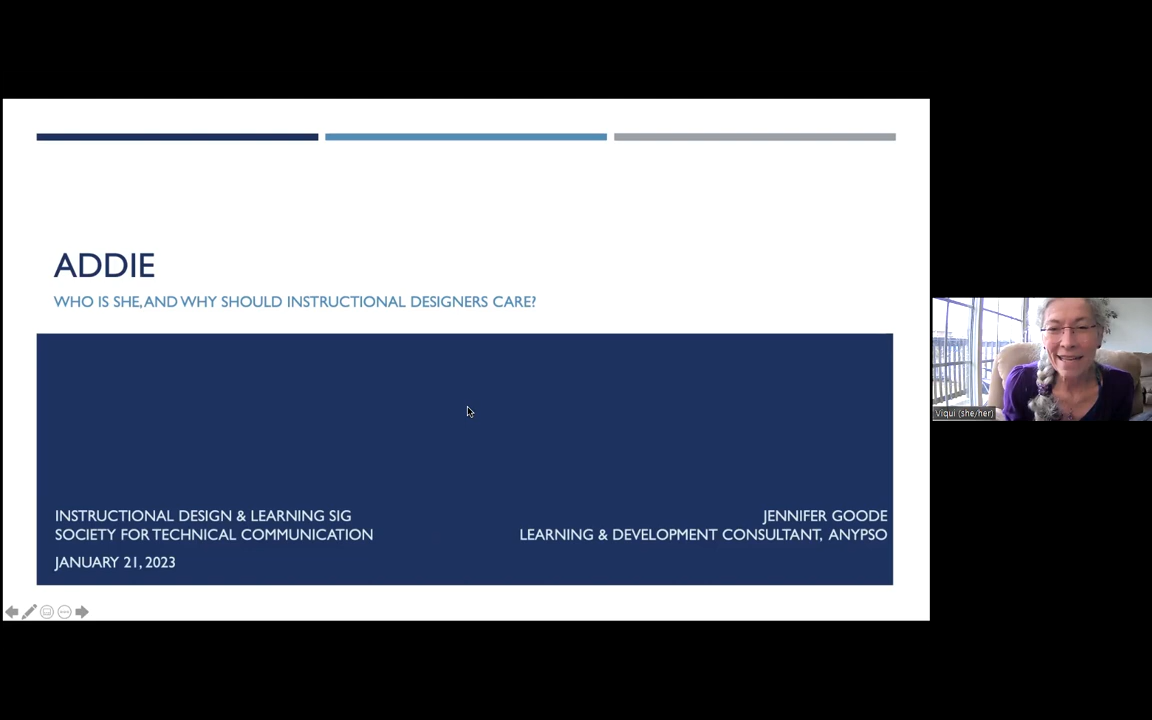 ADDIE
WHO IS SHE, AND WHY SHOULD INSTRUCTIONAL DESIGNERS CARE?
INSTRUCTIONAL DESIGN & LEARNING SIG
SOCIETY FOR TECHNICAL COMMUNICATION
JANUARY 21, 2023
JENNIFER GOODE
LEARNING & DEVELOPMENT CONSULTANT, ANYPSO
Viqui (she/her)